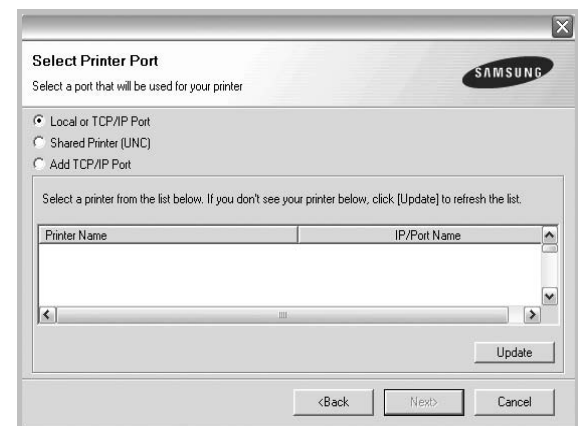 Select Printer Port
Select a port that will be used for your printer
SAMSUNG
Local or TCP/IP Port
Shared Printer (UNC)
Add TCP/IP Port
Select a printer from the list below. If you don't see your printer below, click [Update] to refresh the list.
Printer Name IP/Port Name
Update
<Back Next> Cancel